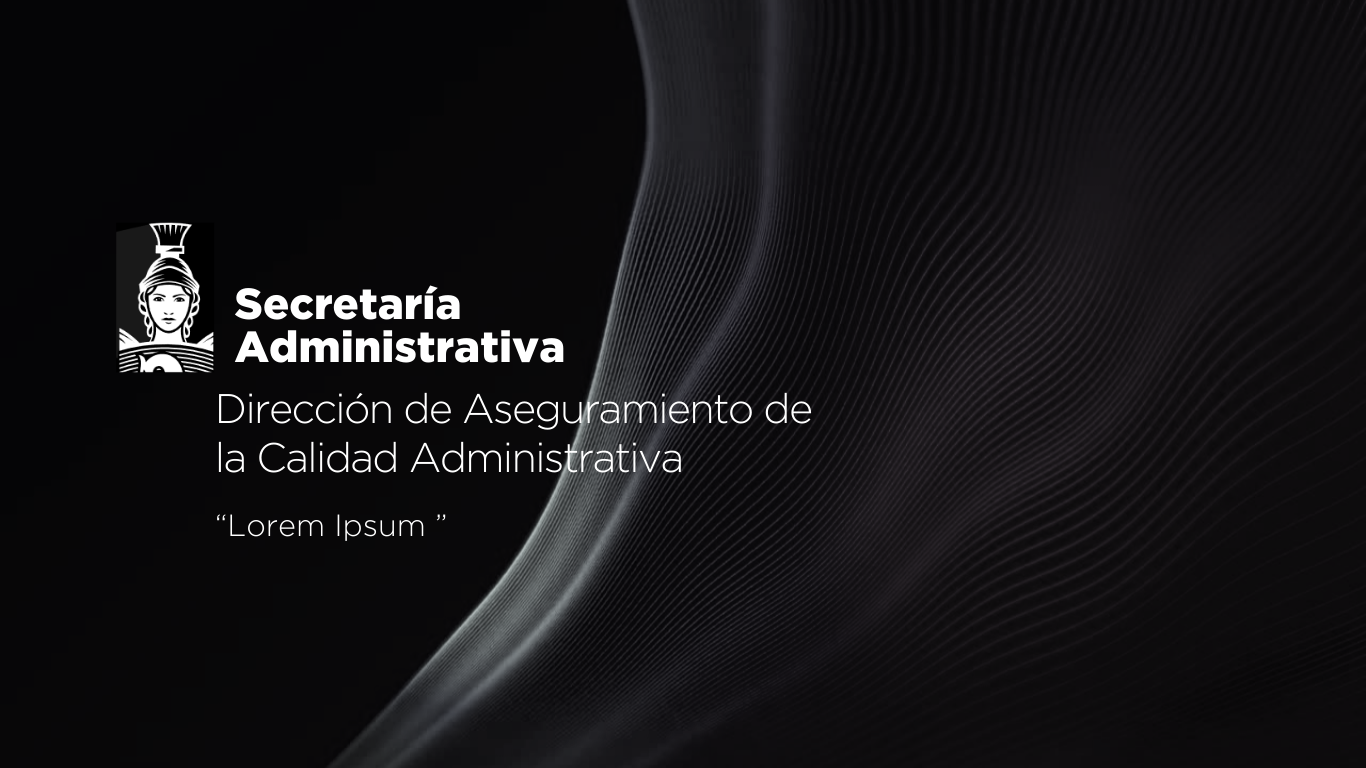 Secretaría
Administrativa
Dirección de Aseguramiento de
la Calidad Administrativa
“Lorem Ipsum ”